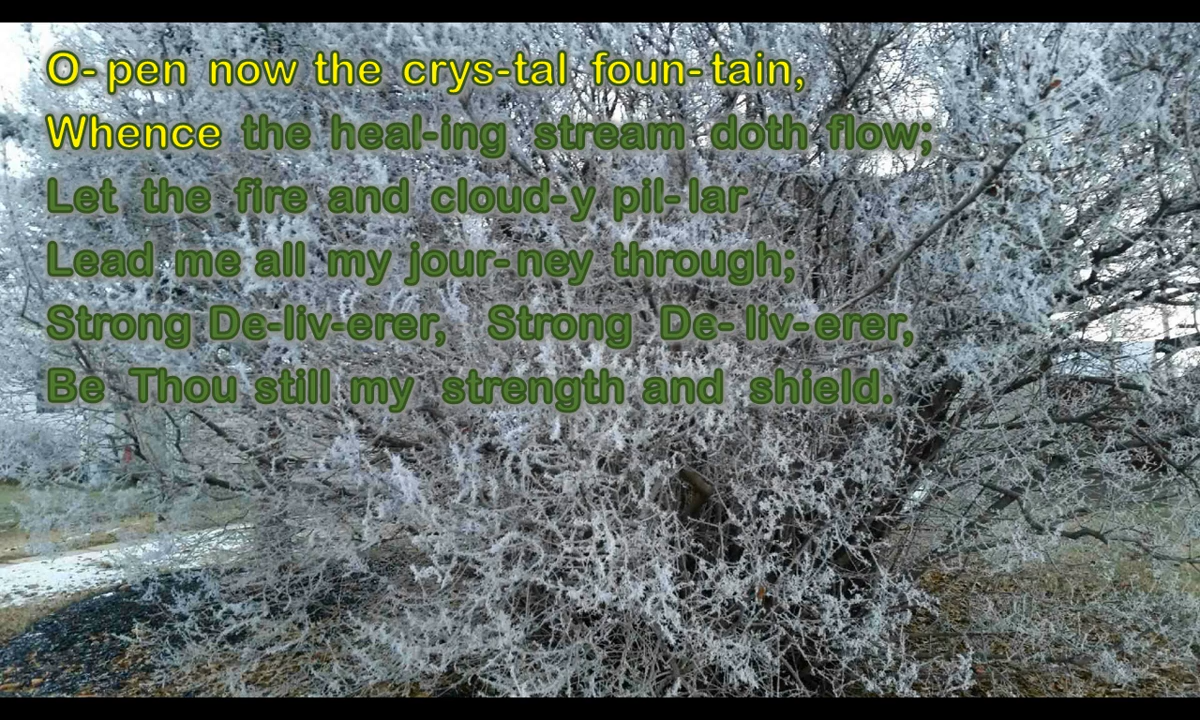 O- pen now the crys-tal foun- tain,
Whence the heal-ing stream doth flow;
Let the fire and cloud-y pil- lar
Lead me all my jour- ney through;
Strong De-liv-erer, Strong De- liv- erer,
Be Thou still my strength and shield.